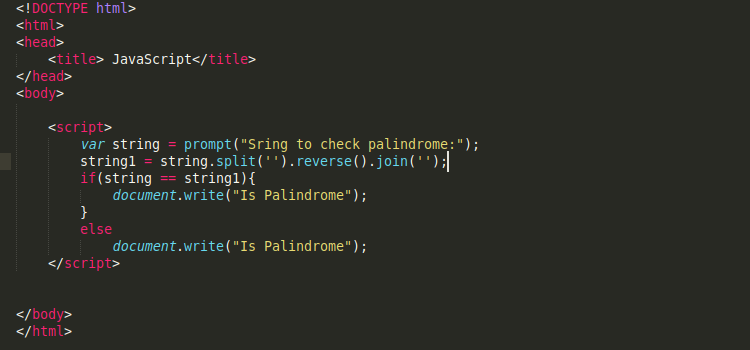 <!DOCTYPE html>
<html>
<head>
<title> JavaScript</title>
</head>
<body>
<script>
var string = prompt("Sring to check palindrome:");
string1 = string.split('').reverse().join('');
if(string == string1){
document.write("Is Palindrome");
}
else
document.write("Is Palindrome");
</script>
</body>
</html>